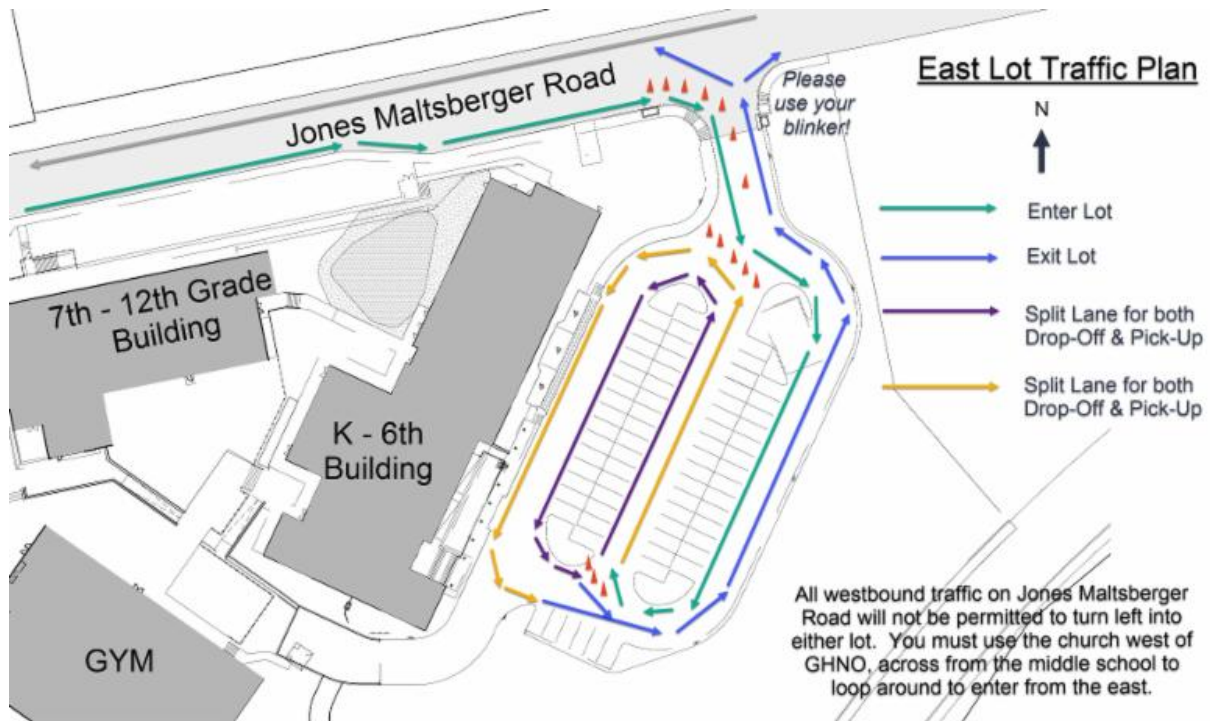 East Lot Traffic Plan
N
Enter Lot
Exit Lot
Split Lane for both
Drop-Off & Pick-Up
Split Lane for both
Drop-Off & Pick-Up
Jones Maltsberger Road
Please
use your
blinker!
7th - 12th Grade
Building
K - 6th
Building
GYM
All westbound traffic on Jones Maltsberger
Road will not be permitted to turn left into
either lot. You must use the church west of
GHNO, across from the middle school to
loop around to enter from the east.